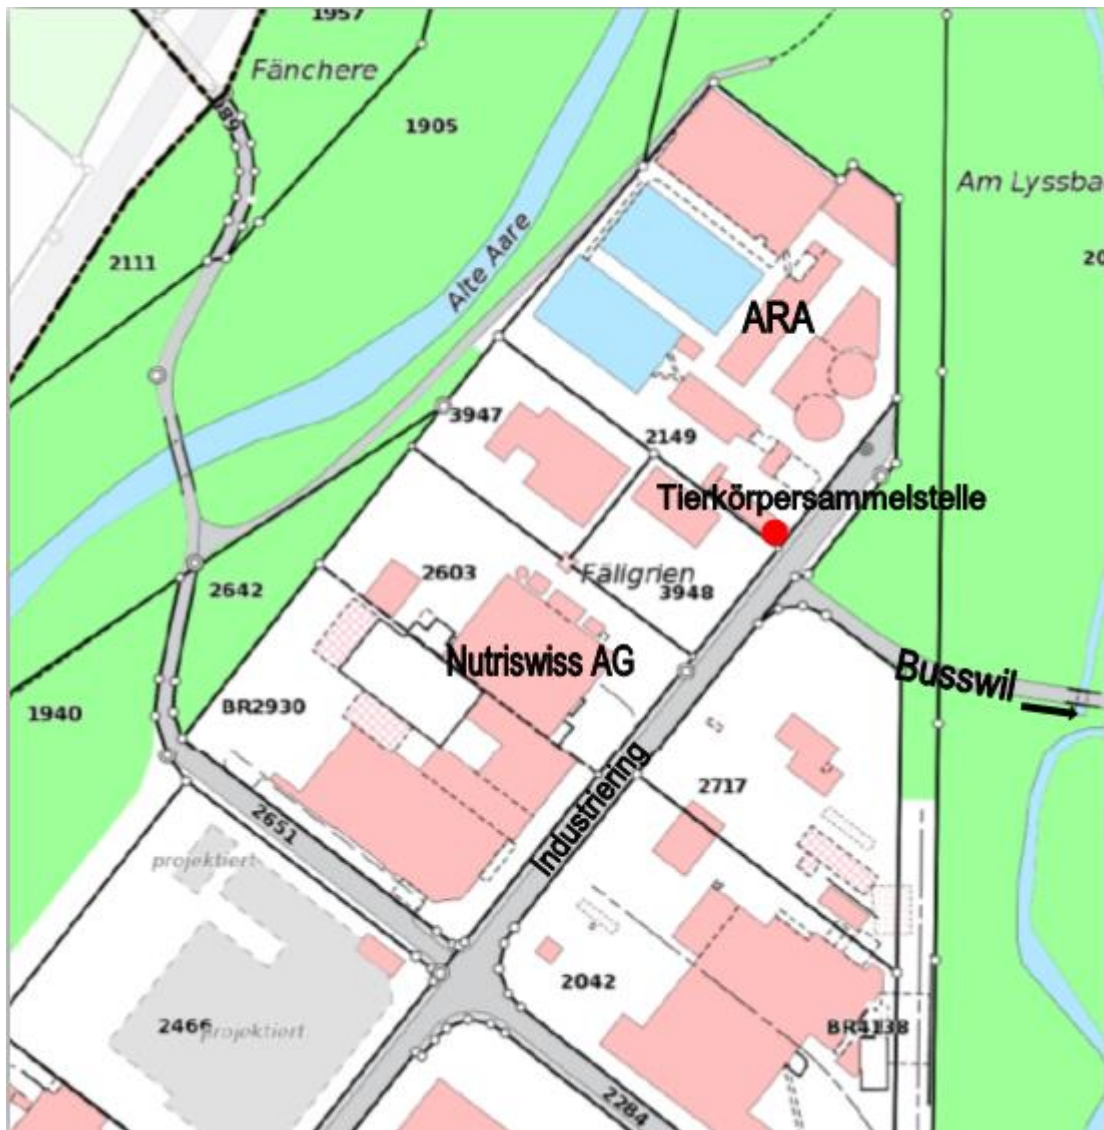 1957
Fänchere
1905
Am Lyssba
2111
20
Alte Aare
ARA
3947
2149
Tierkörpersammelstelle
2603
Fäligrien
3948
2642
Nutriswiss AG
Busswil
BR2930
1940
2717
Industriering
2651
projektiert
2042
2466
projektiert
BR4138
2284